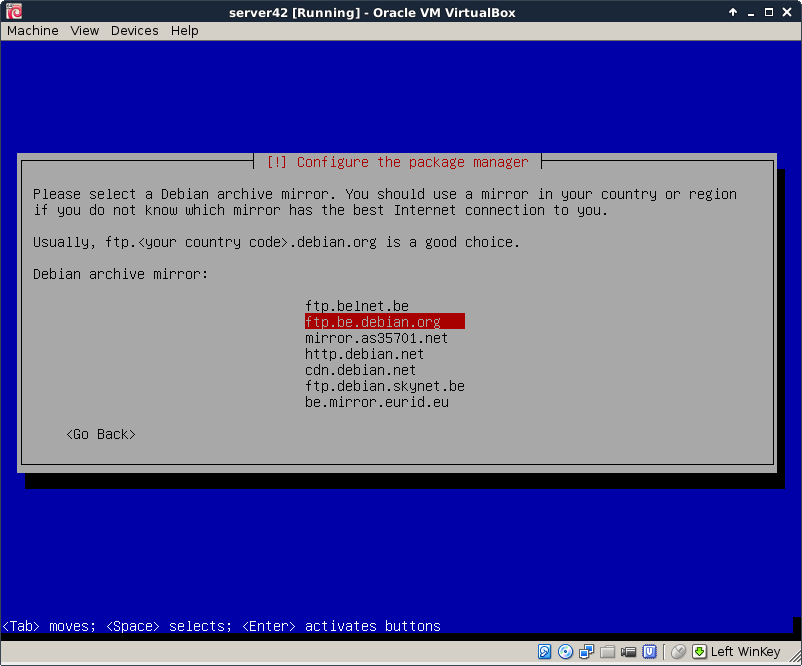 server42 [Running] - Oracle VM VirtualBox
Machine View Devices Help
[!] Configure the package manager
Please select a Debian archive mirror. You should use a mirror in your country or region
if you do not know which mirror has the best Internet connection to you.
Usually, ftp.<your country code>.debian.org is a good choice.
Debian archive mirror:
ftp.belnet.be
ftp.be.debian.org
mirror.as35701.net
http.debian.net
cdn.debian.net
ftp.debian.skynet.be
be.mirror.eurid.eu
<Go Back>
<Tab> moves; <Space> selects; <Enter> activates buttons
Left WinKey